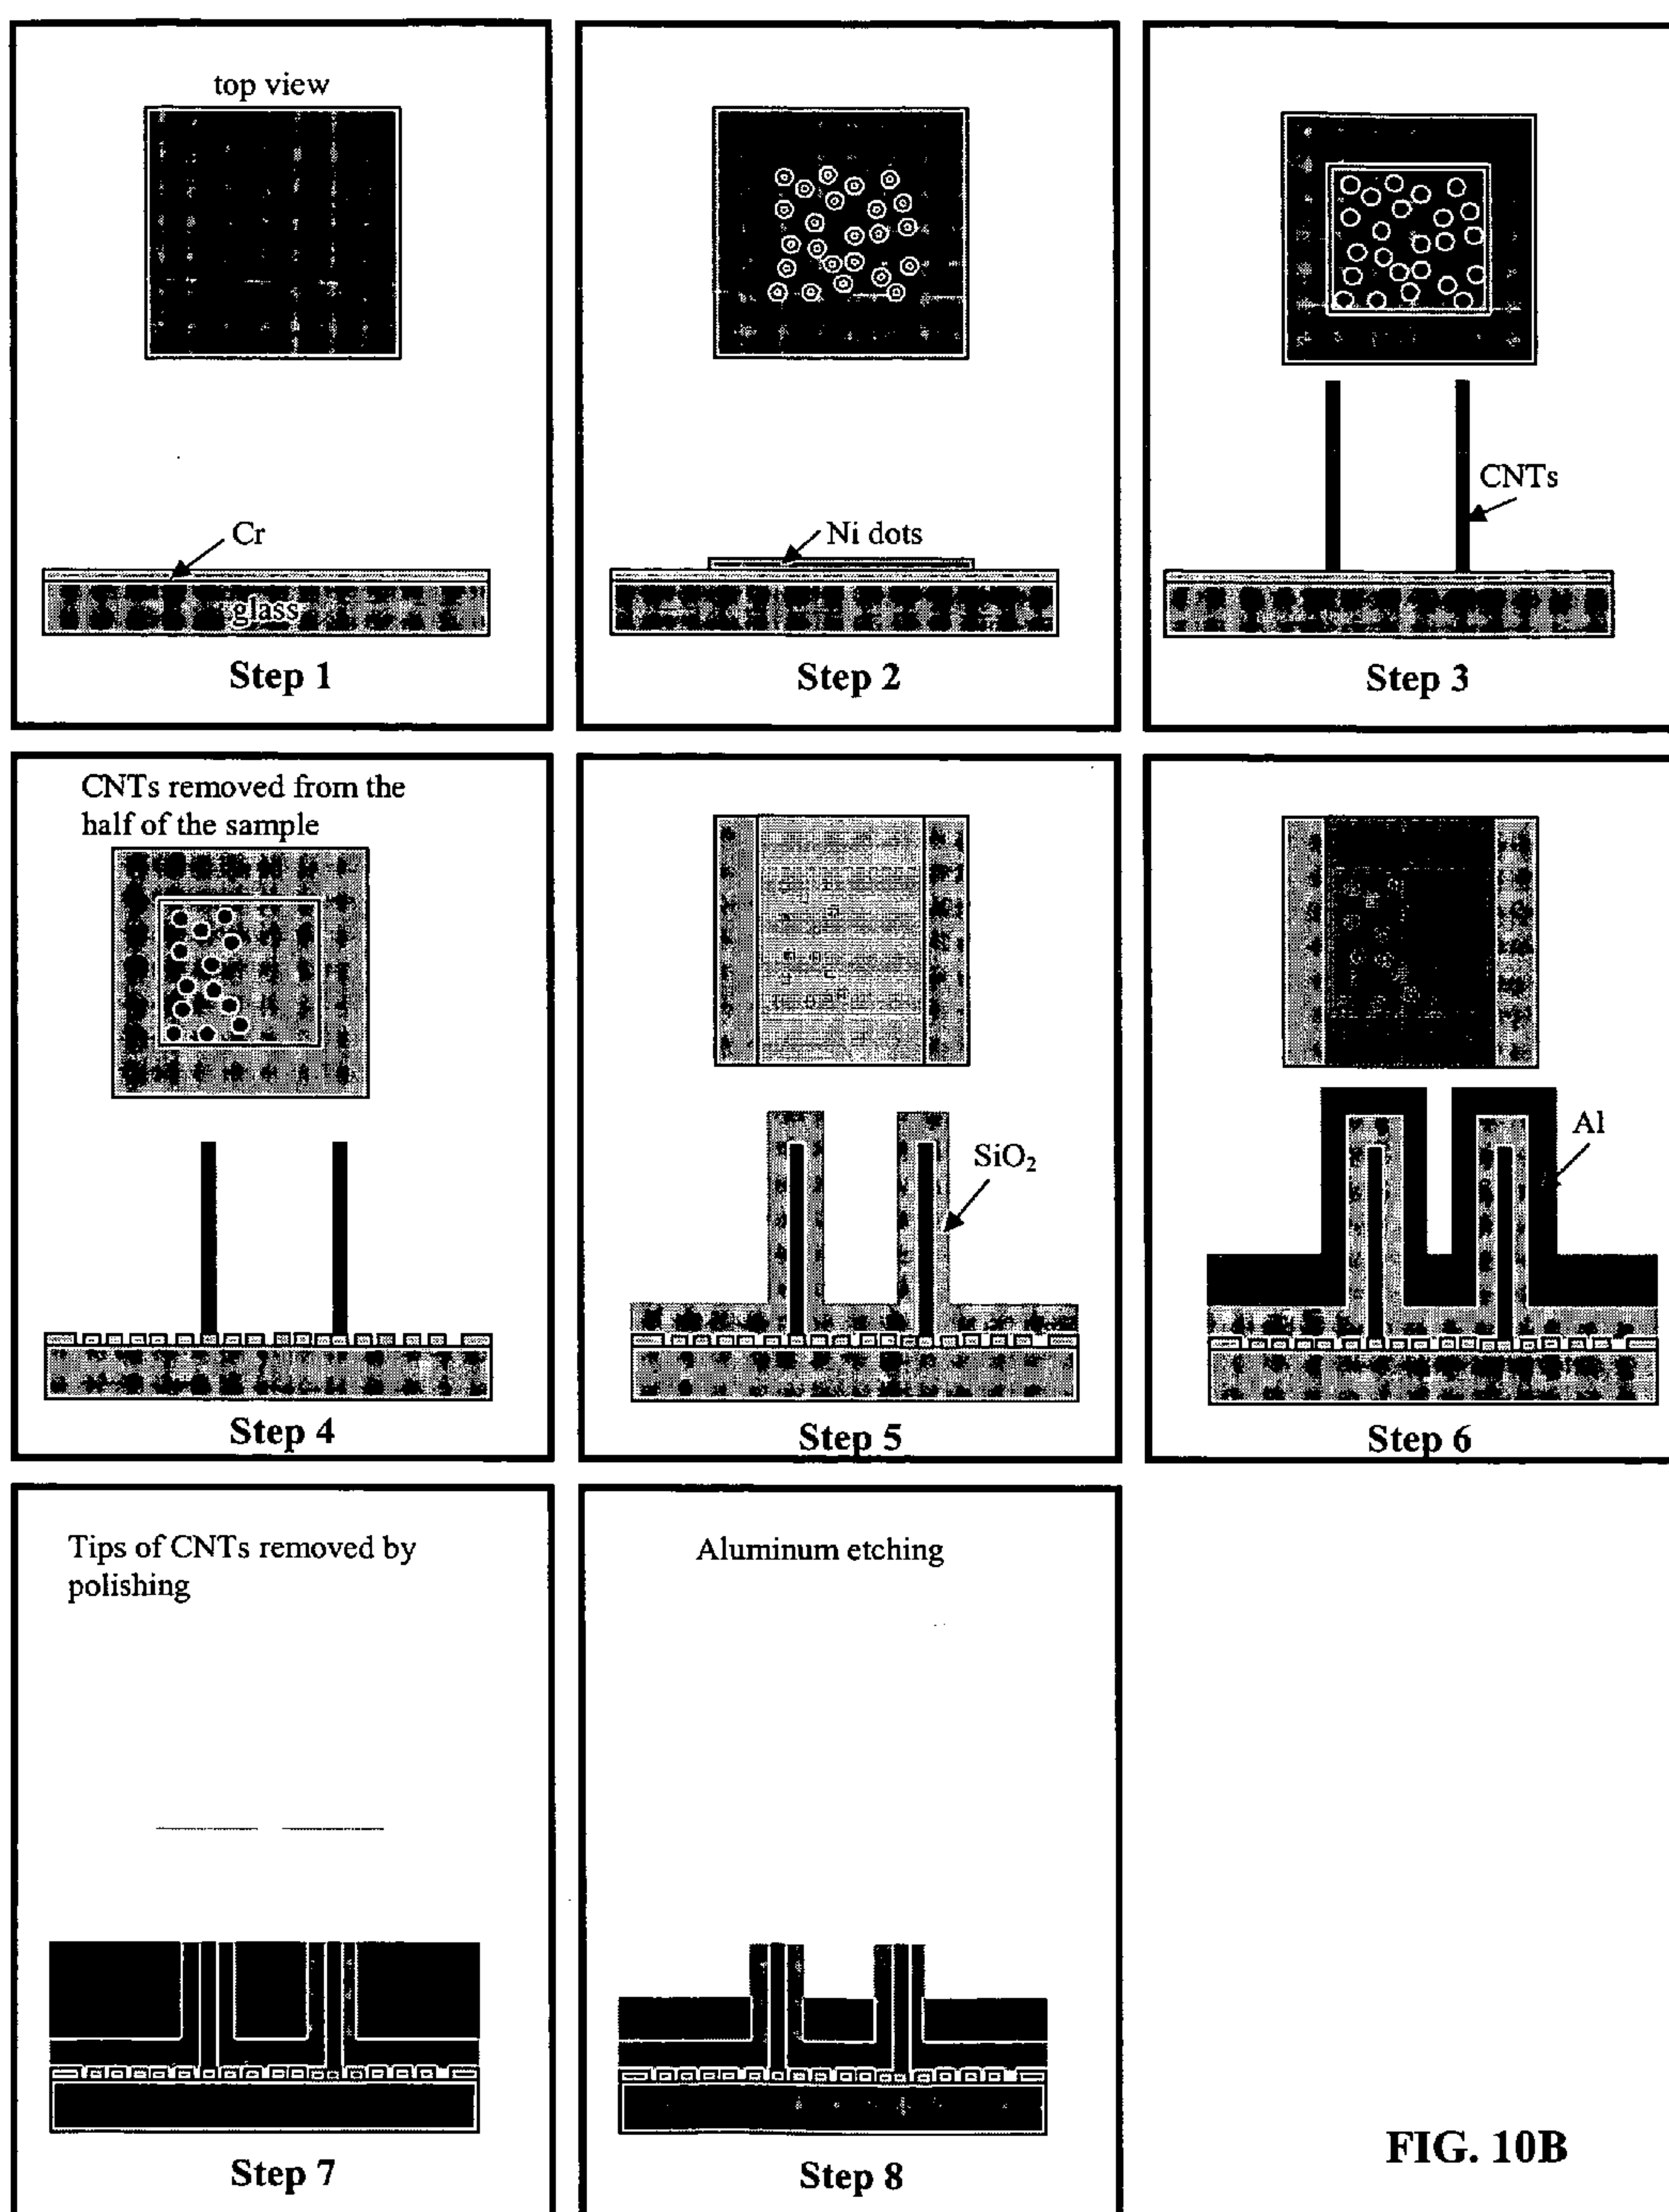 top view
Cr
glass
Step 1
Ni dots
Step 2
CNTs
Step 3
CNTs removed from the
half of the sample
Step 4
SiO₂
Step 5
Al
Step 6
Tips of CNTs removed by
polishing
Step 7
Aluminum etching
Step 8
FIG. 10B